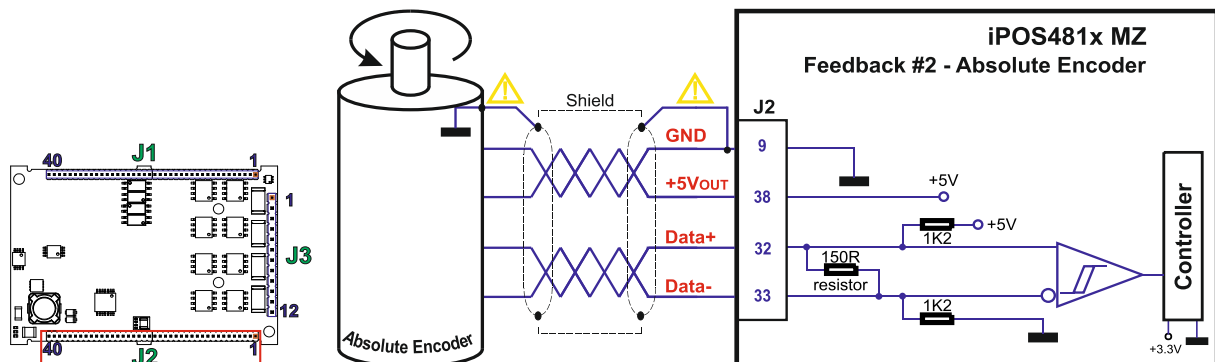 40
J1
1
1
J3
12
40
J2
1
Absolute Encoder
Shield
GND
+5VOUT
Data+
Data-
iPOS481x MZ
Feedback #2 - Absolute Encoder
J2
9
38
32
33
+5V
+5V
1K2
150R
resistor
1K2
Controller
+3.3V